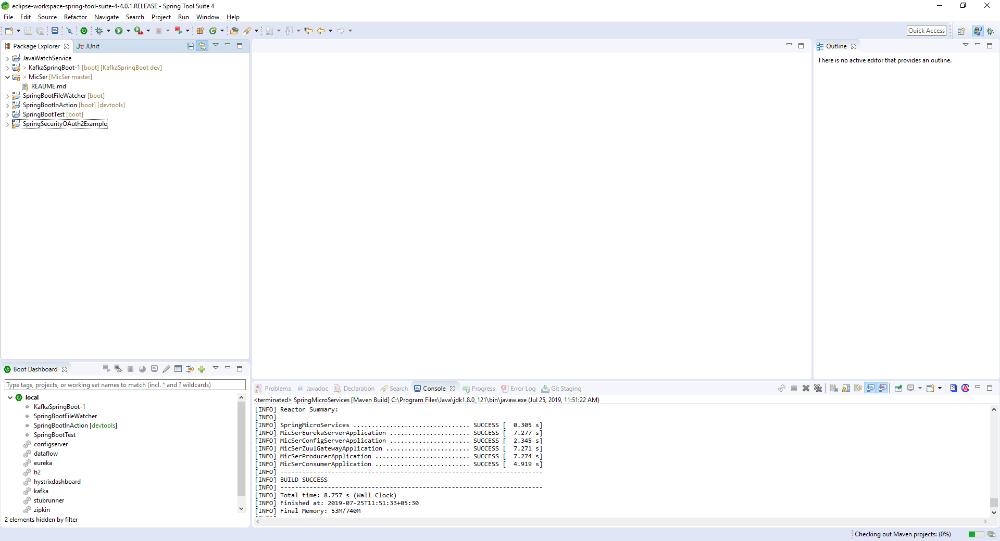 eclipse-workspace-spring-tool-suite-4-4.0.1.RELEASE - Spring Tool Suite 4
File Edit Source Refactor Navigate Search Project Run Window Help
Quick Access
Package Explorer JUnit
JavaWatchService
> KafkaSpringBoot-1 [boot] [KafkaSpringBoot dev]
> MicSer [MicSer master]
README.md
SpringBootFileWatcher [boot]
SpringBootInAction [boot] [devtools]
SpringBootTest [boot]
SpringSecurityOAuth2Example
Outline
There is no active editor that provides an outline.
Boot Dashboard
Type tags, projects, or working set names to match (incl. * and ? wildcards)
local
KafkaSpringBoot-1
SpringBootFileWatcher
SpringBootInAction [devtools]
SpringBootTest
configserver
dataflow
eureka
h2
hystrixdashboard
kafka
stubrunner
zipkin
2 elements hidden by filter
Problems @ Javadoc Declaration Search Console Progress Error Log Git Staging
<terminated> SpringMicroServices [Maven Build] C:\Program Files\Java\jdk1.8.0_121\bin\javaw.exe (Jul 25, 2019, 11:51:22 AM)
[INFO] Reactor Summary:
[INFO]
[INFO] SpringMicroServices ................................ SUCCESS [  0.305 s]
[INFO] MicSerEurekaServerApplication ...................... SUCCESS [  7.277 s]
[INFO] MicSerConfigServerApplication ...................... SUCCESS [  2.345 s]
[INFO] MicSerZuulGatewayApplication ....................... SUCCESS [  7.271 s]
[INFO] MicSerProducerApplication .......................... SUCCESS [  7.274 s]
[INFO] MicSerConsumerApplication .......................... SUCCESS [  4.919 s]
[INFO] ------------------------------------------------------------------------
[INFO] BUILD SUCCESS
[INFO] ------------------------------------------------------------------------
[INFO] Total time: 8.757 s (Wall Clock)
[INFO] Finished at: 2019-07-25T11:51:33+05:30
[INFO] Final Memory: 53M/740M
Checking out Maven projects: (0%)